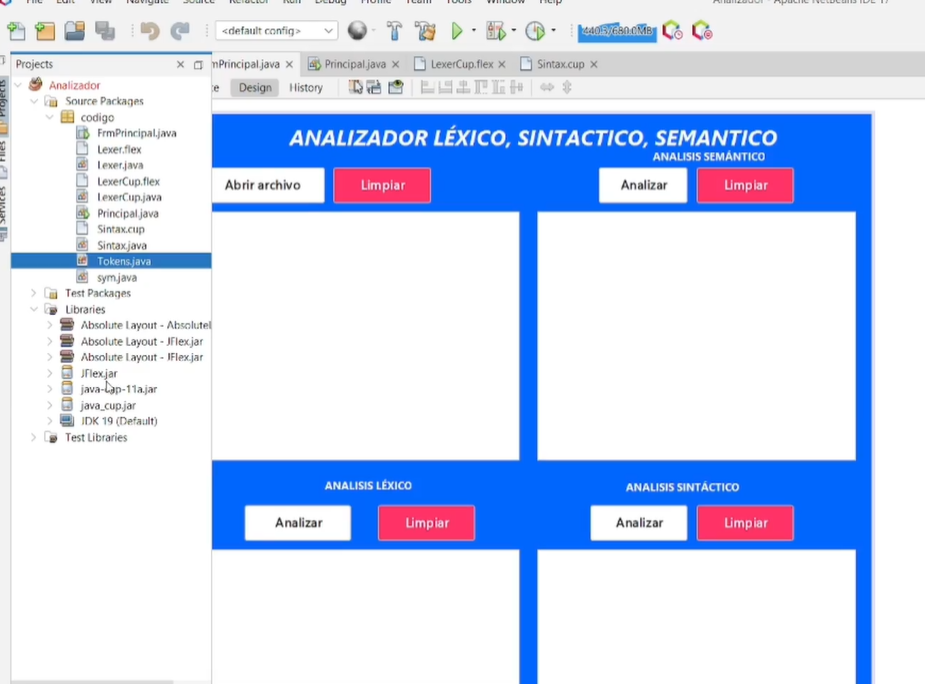 File Edit View Navigate Source Refactor Run Debug Profile Team Tools Window Help Analizador - Apache NetBeans IDE 17
<default config> 440.3/680.0MB
Projects
mPrincipal.java Principal.java LexerCup.flex Sintax.cup
Design History
Projects
Files
Services
Analizador
Source Packages
codigo
FrmPrincipal.java
Lexer.flex
Lexer.java
LexerCup.flex
LexerCup.java
Principal.java
Sintax.cup
Sintax.java
Tokens.java
sym.java
Test Packages
Libraries
Absolute Layout - Absolutel
Absolute Layout - JFlex.jar
Absolute Layout - JFlex.jar
JFlex.jar
java-cup-11a.jar
java_cup.jar
JDK 19 (Default)
Test Libraries
ANALIZADOR LÉXICO, SINTACTICO, SEMANTICO
ANALISIS SEMÁNTICO
Abrir archivo Limpiar
Analizar Limpiar
ANALISIS LÉXICO
Analizar Limpiar
ANALISIS SINTÁCTICO
Analizar Limpiar